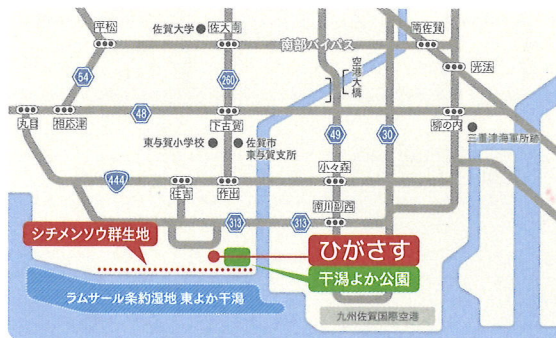 平松
佐賀大学
佐大南
南部バイパス
南佐賀
光法
空港大橋
54
260
丸目
相応津
48
下古賀
49
30
柳の内
三重津海軍所跡
東与賀小学校
佐賀市
東与賀支所
小々森
444
住吉
作出
313
313
南川副西
シチメンソウ群生地
ひがさす
干潟よか公園
ラムサール条約湿地 東よか干潟
九州佐賀国際空港